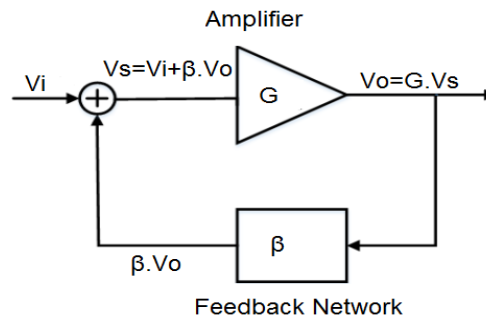 Amplifier
Vs=Vi+β.Vo
Vi
G
Vo=G.Vs
β
β.Vo
Feedback Network